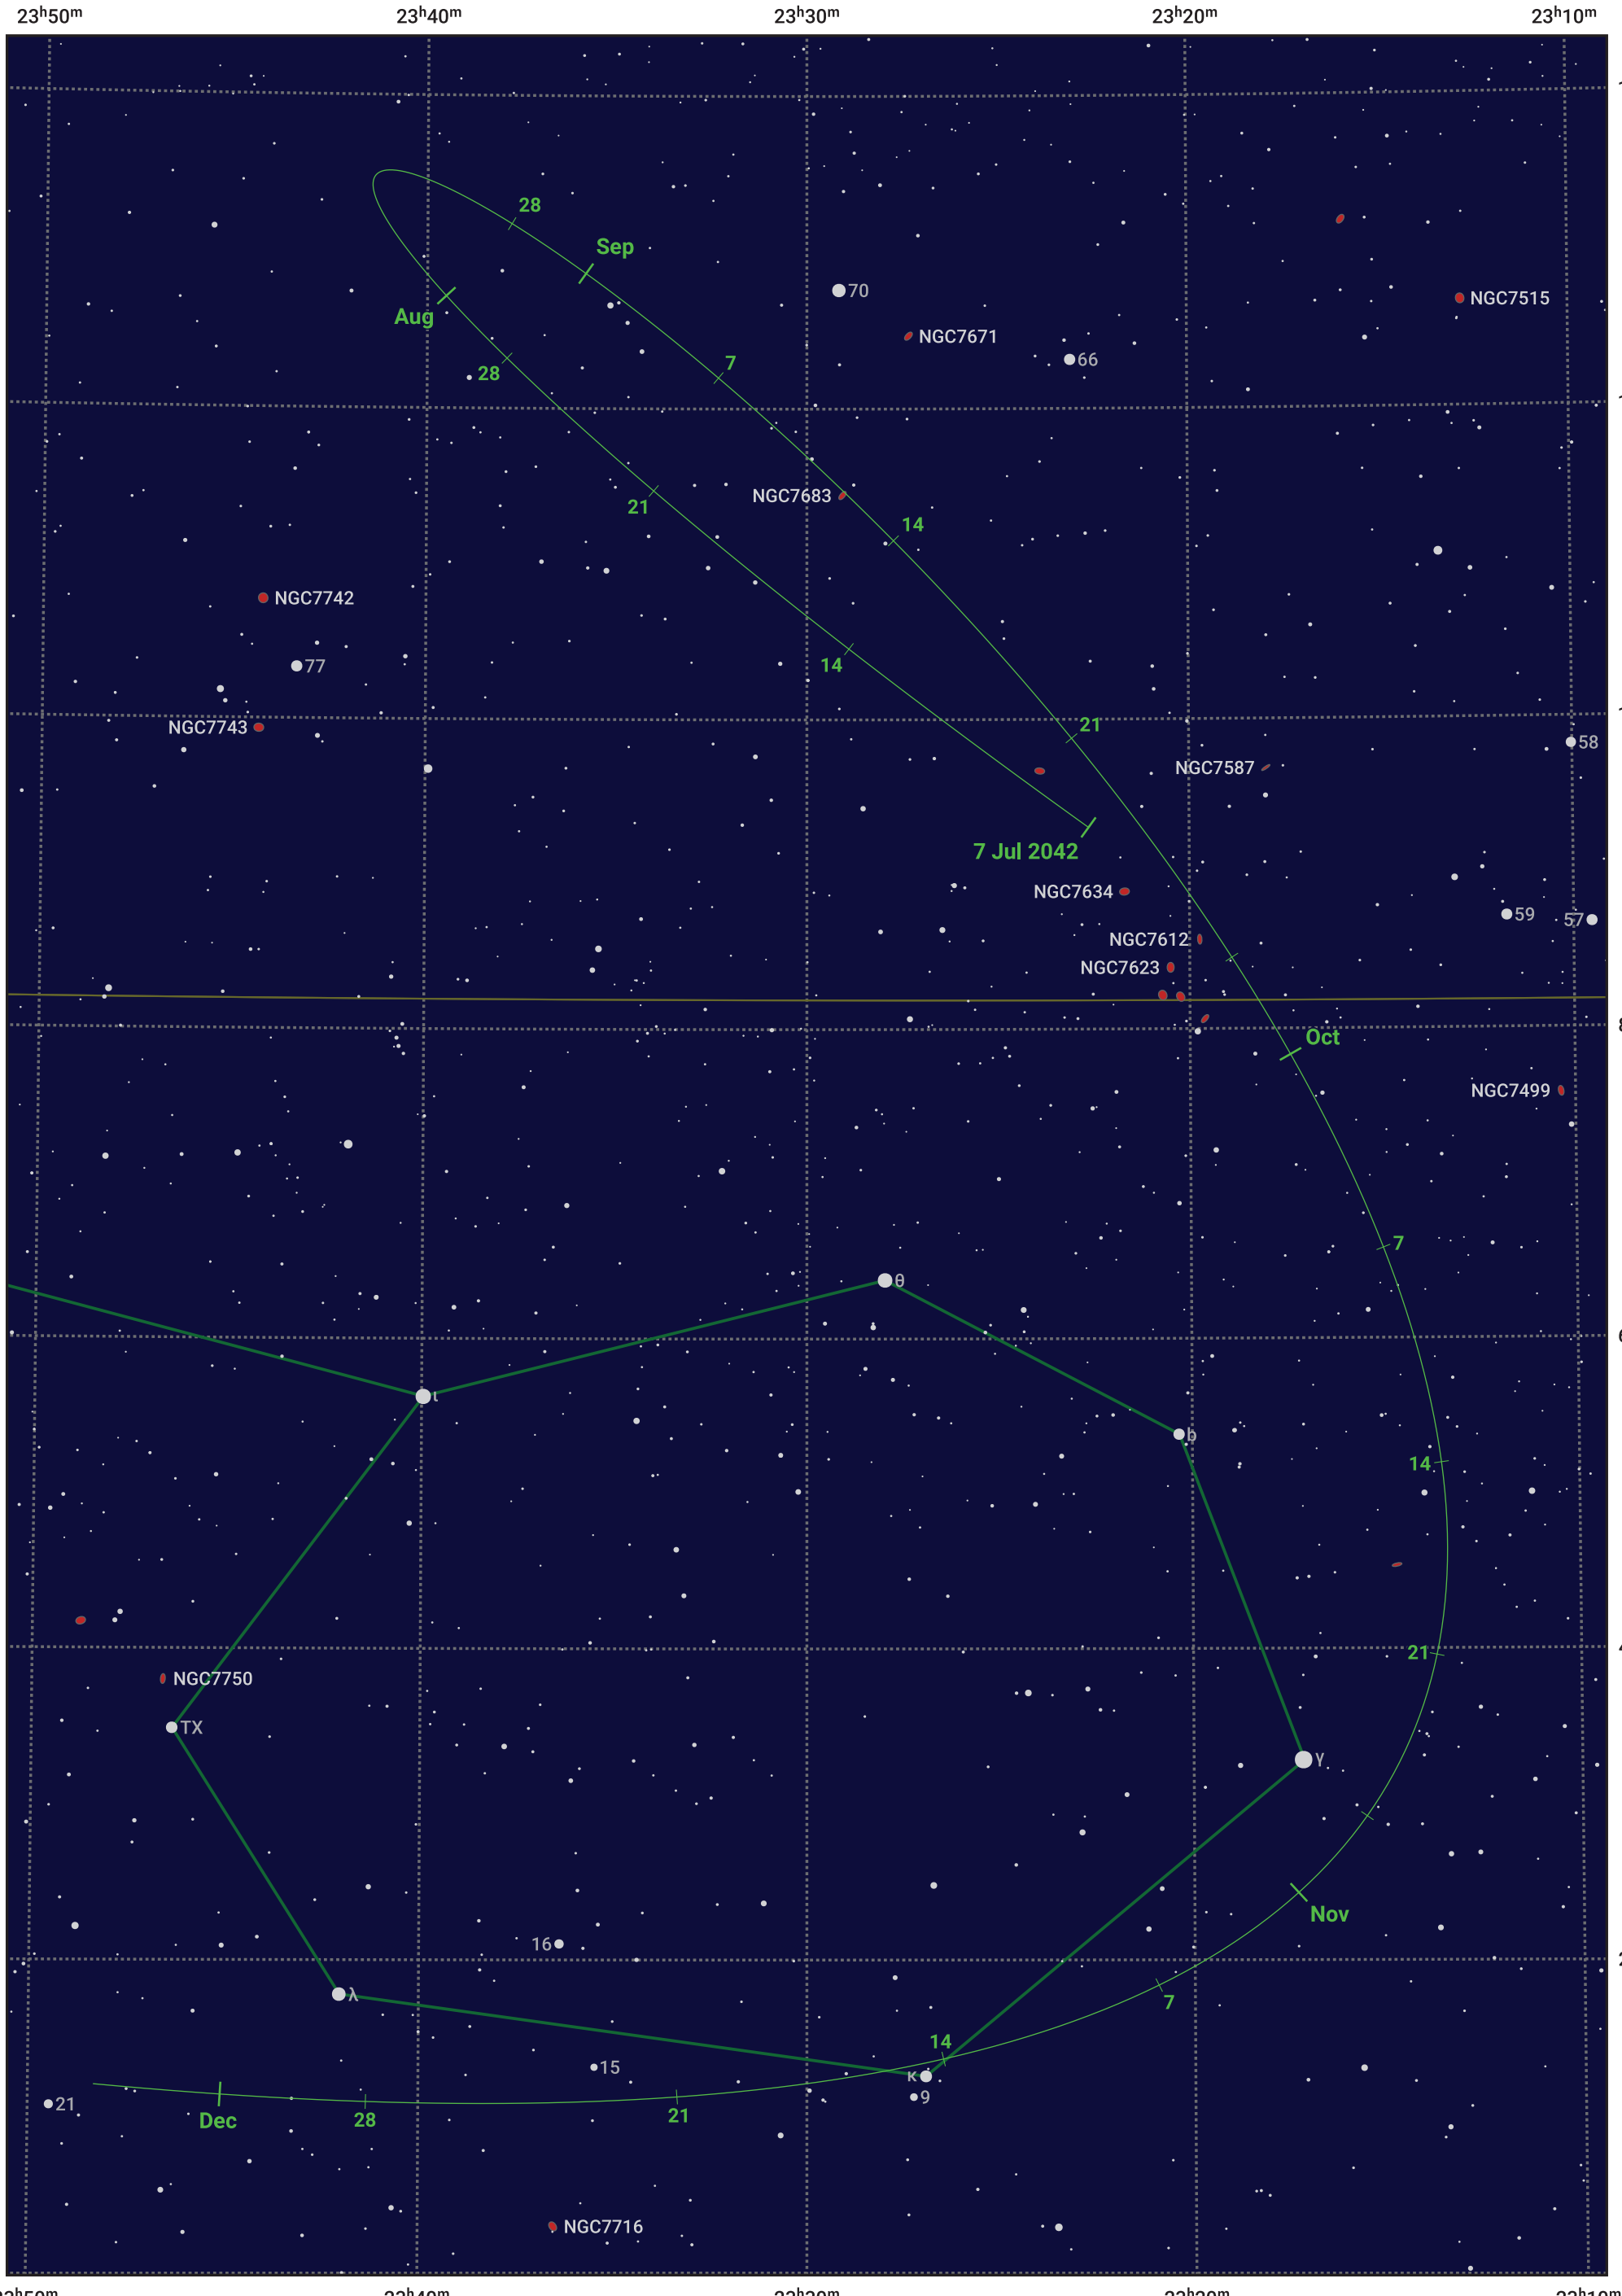 23h50m 23h40m 23h30m 23h20m 23h10m
28
Sep
70
NGC7515
Aug
NGC7671
66
7
28
NGC7683
21
14
NGC7742
77
14
NGC7743
21
58
NGC7587
7 Jul 2042
NGC7634
59
57
NGC7612
NGC7623
Oct
NGC7499
7
θ
ι
b
14
21
NGC7750
TX
γ
Nov
16
λ
7
14
15
κ
9
21
Dec
28
21
NGC7716